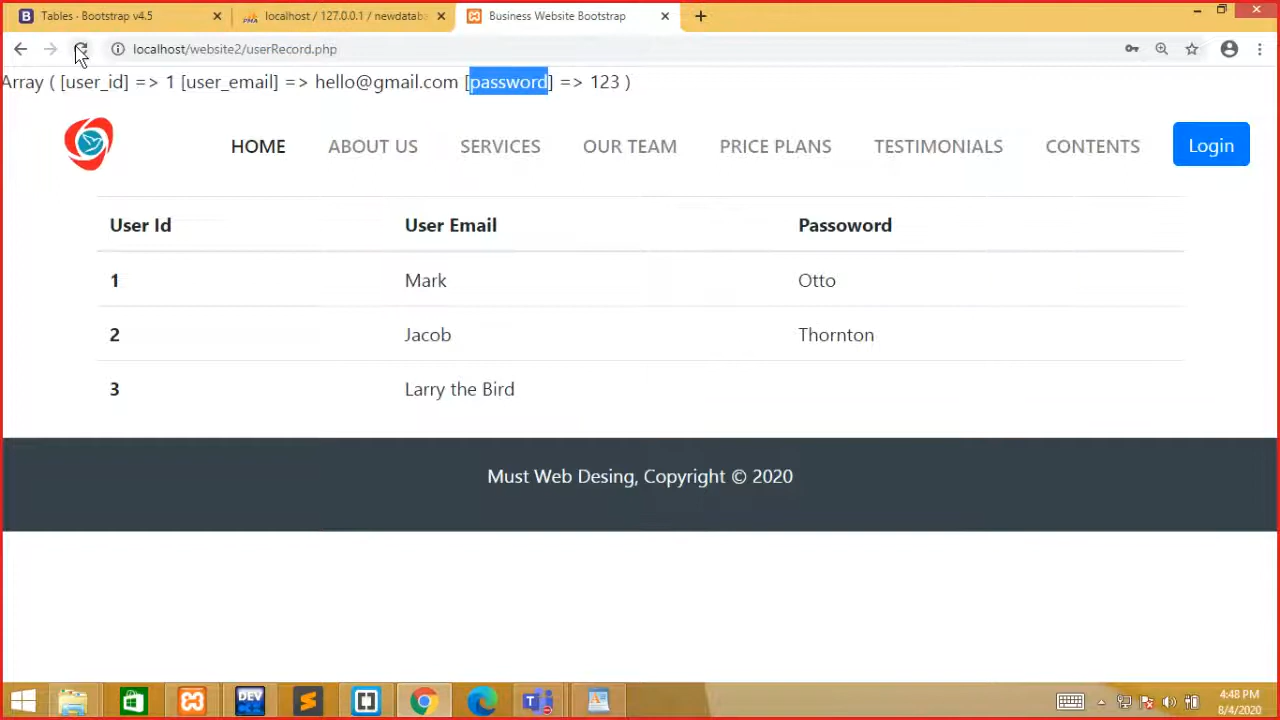 Tables · Bootstrap v4.5
localhost / 127.0.0.1 / newdatab
Business Website Bootstrap
localhost/website2/userRecord.php
Array ( [user_id] => 1 [user_email] => hello@gmail.com [password] => 123 )
HOME ABOUT US SERVICES OUR TEAM PRICE PLANS TESTIMONIALS CONTENTS Login
User Id User Email Passoword
1 Mark Otto
2 Jacob Thornton
3 Larry the Bird
Must Web Desing, Copyright © 2020
DEV
4:48 PM
8/4/2020